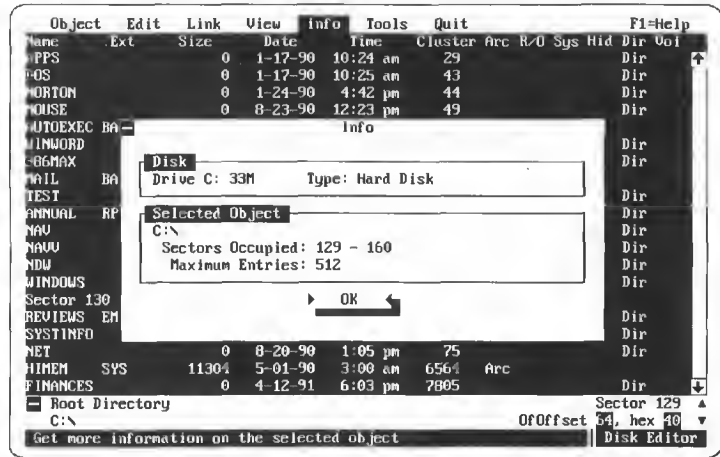 Object Edit Link View Info Tools Quit F1=Help
Name .Ext Size Date Time Cluster Arc R/O Sys Hid Dir Vol
APPS 0 1-17-90 10:24 am 29 Dir
DOS 0 1-17-90 10:25 am 43 Dir
NORTON 0 1-24-90 4:42 pm 44 Dir
MOUSE 0 8-23-90 12:23 pm 49 Dir
AUTOEXEC BA
WINWORD Dir
386MAX Dir
MAIL BA
TEST Dir
ANNUAL RP Dir
NAV Dir
NAVV Dir
NDW Dir
WINDOWS Dir
Sector 130
REVIEWS EM Dir
SYSTINFO Dir
NET 0 8-20-90 1:05 pm 75 Dir
HIMEM SYS 11304 5-01-90 3:00 am 6564 Arc
FINANCES 0 4-12-91 6:03 pm 7805 Dir
Info
Disk
Drive C: 33M Type: Hard Disk
Selected Object
C:\
Sectors Occupied: 129 - 160
Maximum Entries: 512
OK
Root Directory Sector 129
C:\ OfOffset 64, hex 40
Get more information on the selected object Disk Editor